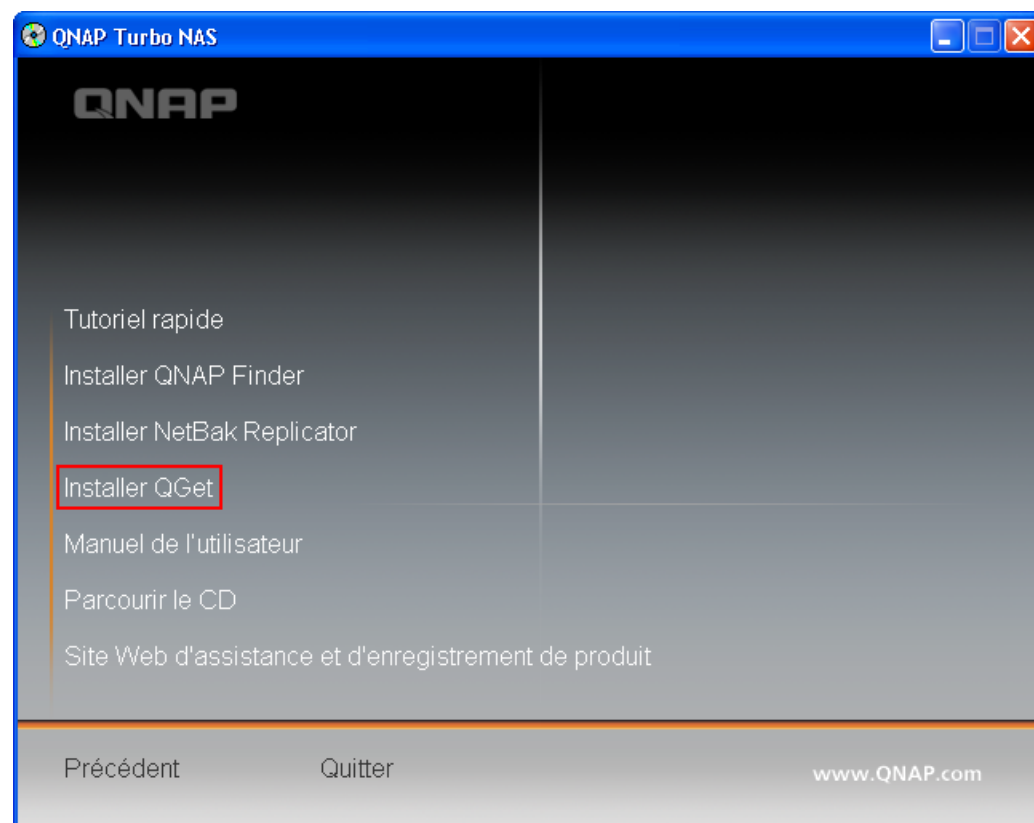 QNAP Turbo NAS
QNAP
Tutoriel rapide
Installer QNAP Finder
Installer NetBak Replicator
Installer QGet
Manuel de l'utilisateur
Parcourir le CD
Site Web d'assistance et d'enregistrement de produit
Précédent Quitter www.QNAP.com